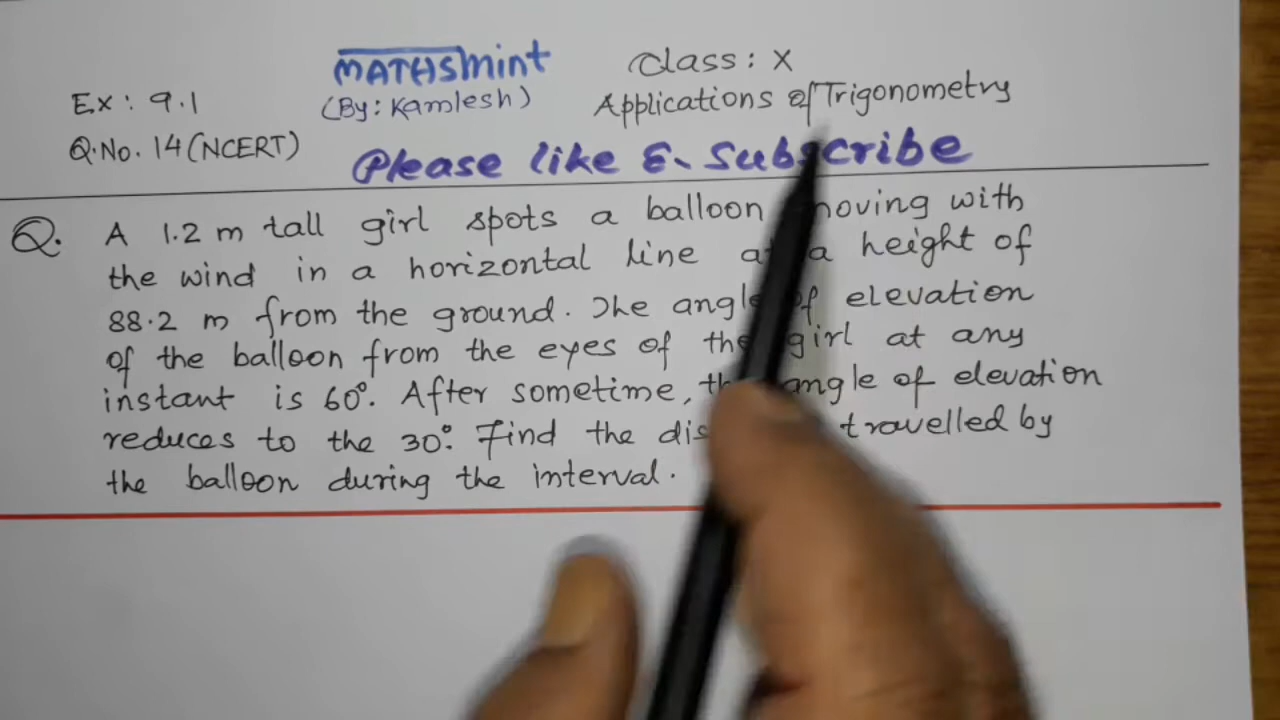 MATHSmint
Class: X
Ex: 9.1
(By: Kamlesh)
Applications of Trigonometry
Q.No. 14 (NCERT)
Please like & Subscribe
Q. A 1.2 m tall girl spots a balloon moving with
the wind in a horizontal line at a height of
88.2 m from the ground. The angle of elevation
of the balloon from the eyes of the girl at any
instant is 60°. After sometime, the angle of elevation
reduces to the 30°. Find the travelled by
the balloon during the interval.